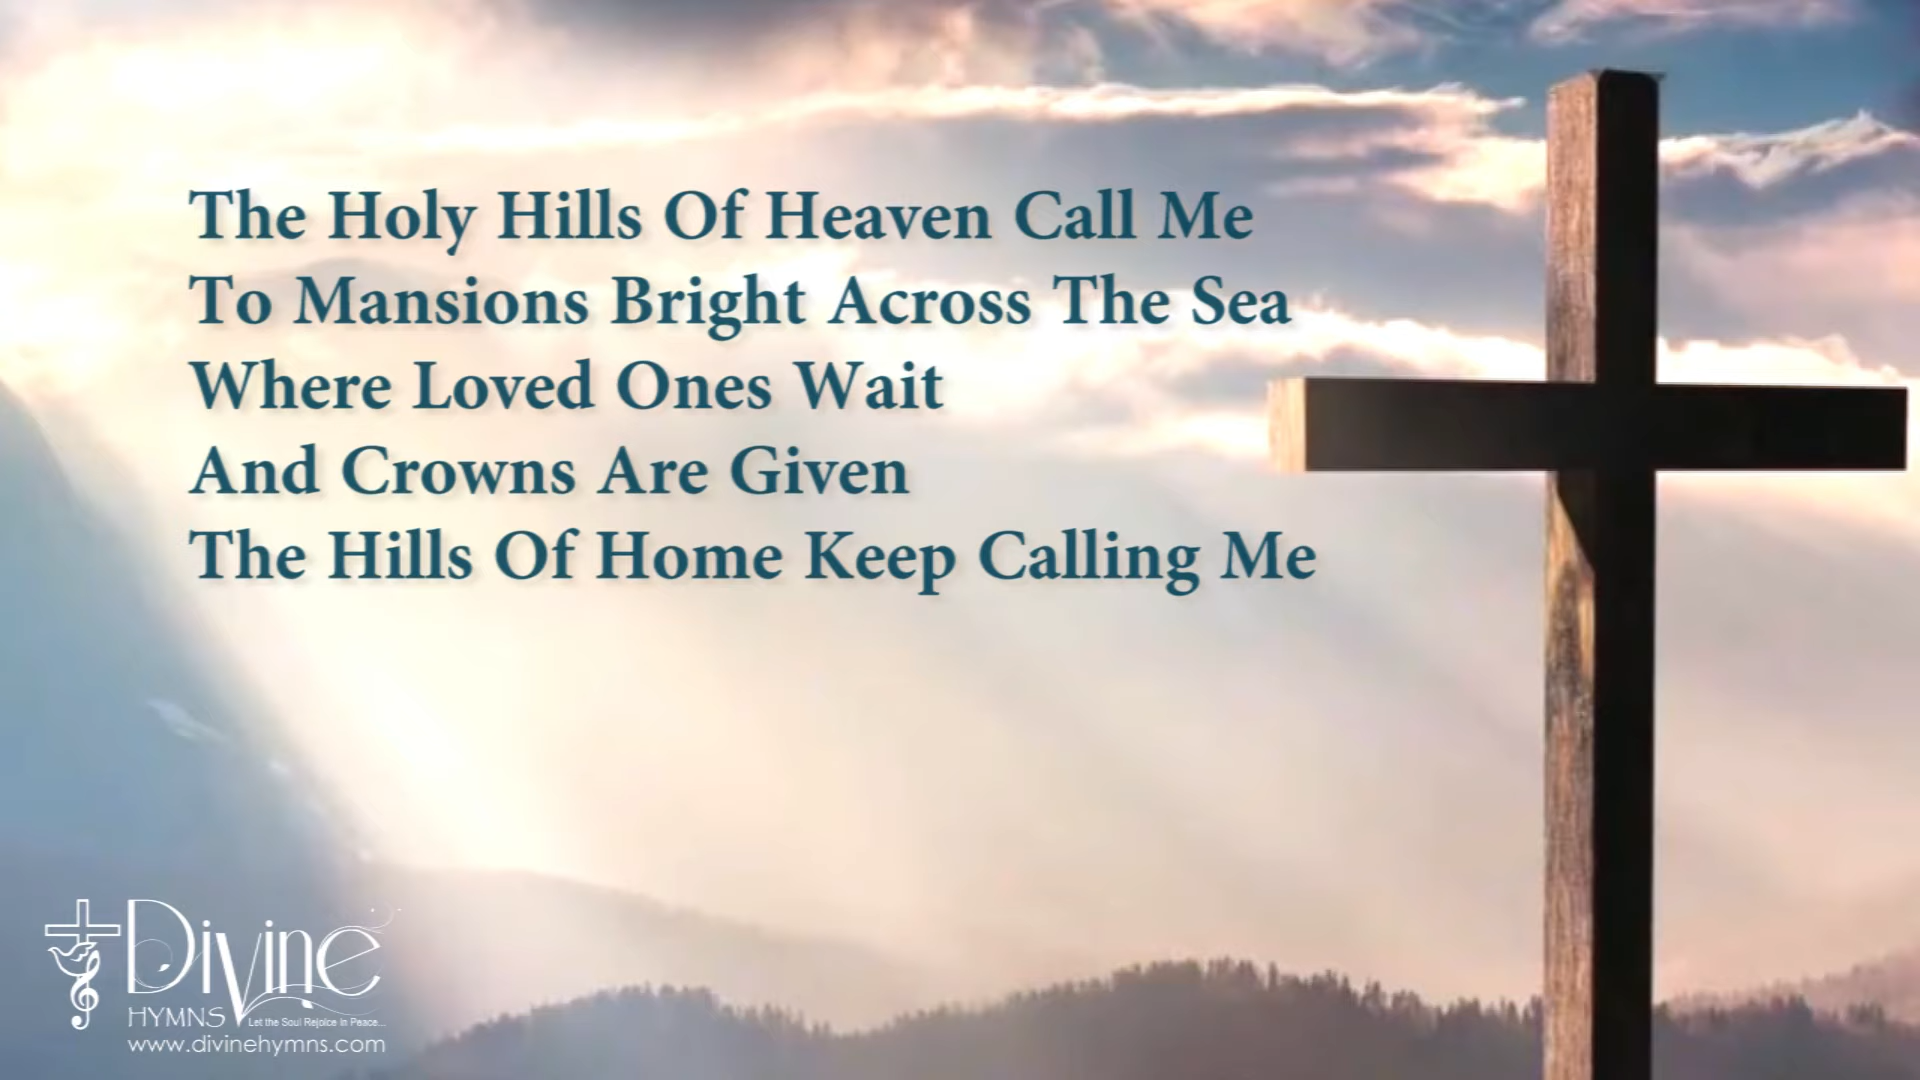 The Holy Hills Of Heaven Call Me
To Mansions Bright Across The Sea
Where Loved Ones Wait
And Crowns Are Given
The Hills Of Home Keep Calling Me
Divine
HYMNS Let the Soul Rejoice in Peace...
www.divinehymns.com